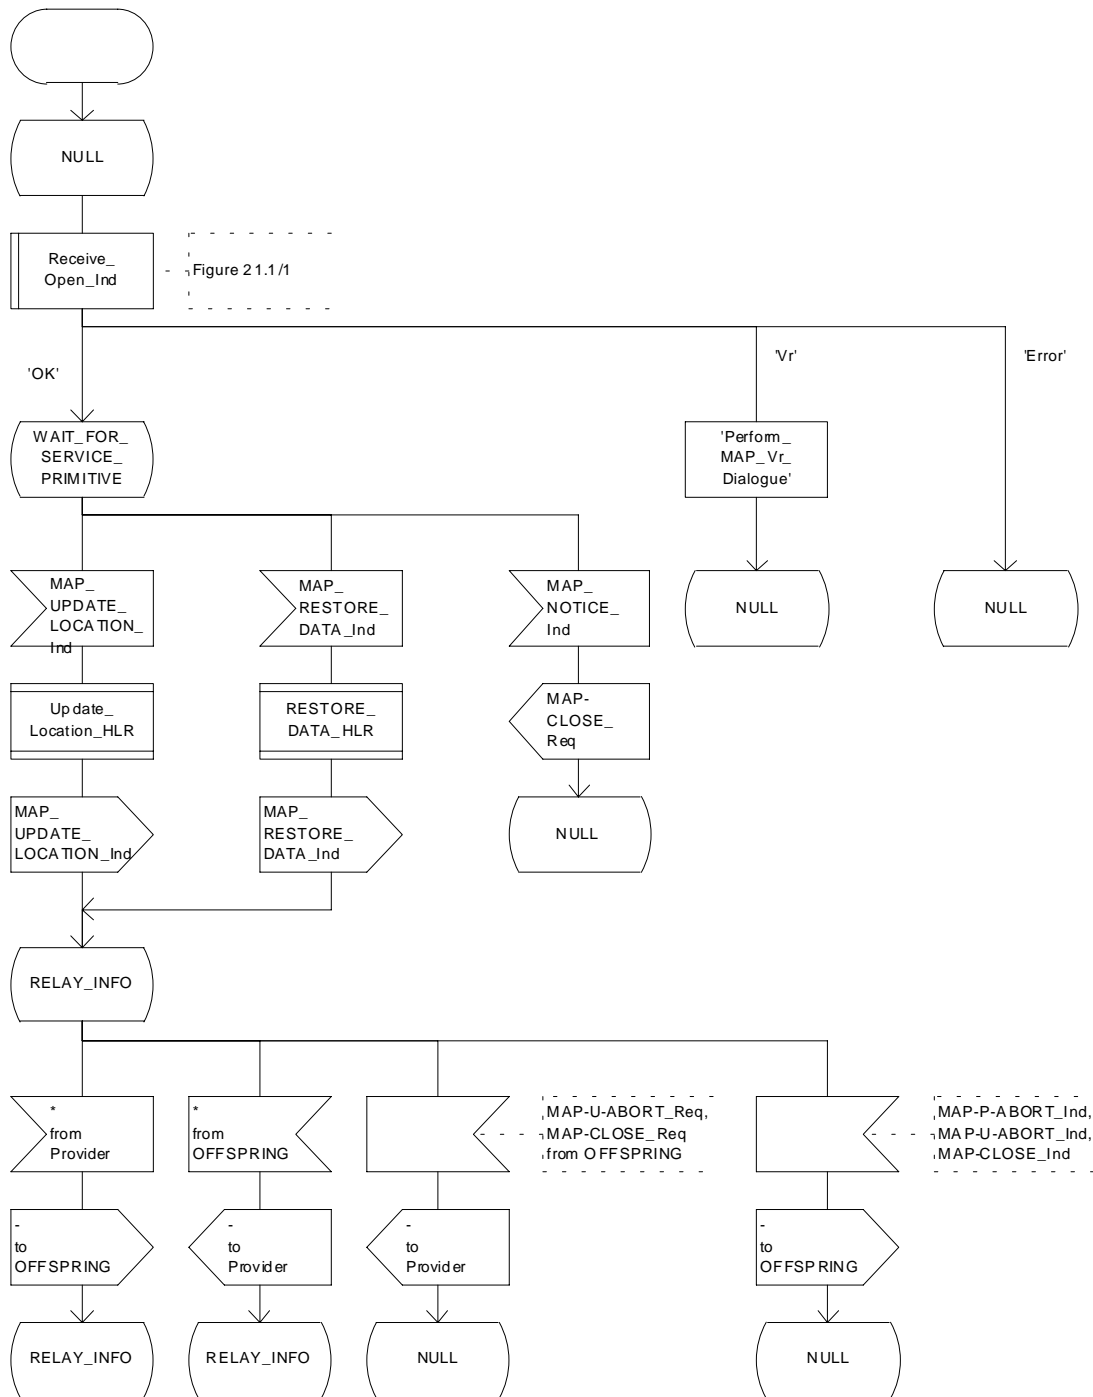 NULL
Receive_
Open_Ind
Figure 21.1/1
'OK'
'Vr'
'Error'
WAIT_FOR_
SERVICE_
PRIMITIVE
'Perform_
MAP_Vr_
Dialogue'
MAP_
UPDATE_
LOCATION_
Ind
MAP_
RESTORE_
DATA_Ind
MAP_
NOTICE_
Ind
NULL
NULL
Update_
Location_HLR
RESTORE_
DATA_HLR
MAP-
CLOSE_
Req
MAP_
UPDATE_
LOCATION_Ind
MAP_
RESTORE_
DATA_Ind
NULL
RELAY_INFO
*
from
Provider
*
from
OFFSPRING
MAP-U-ABORT_Req,
MAP-CLOSE_Req
from OFFSPRING
MAP-P-ABORT_Ind,
MAP-U-ABORT_Ind,
MAP-CLOSE_Ind
-
to
OFFSPRING
-
to
Provider
-
to
Provider
-
to
OFFSPRING
RELAY_INFO
RELAY_INFO
NULL
NULL